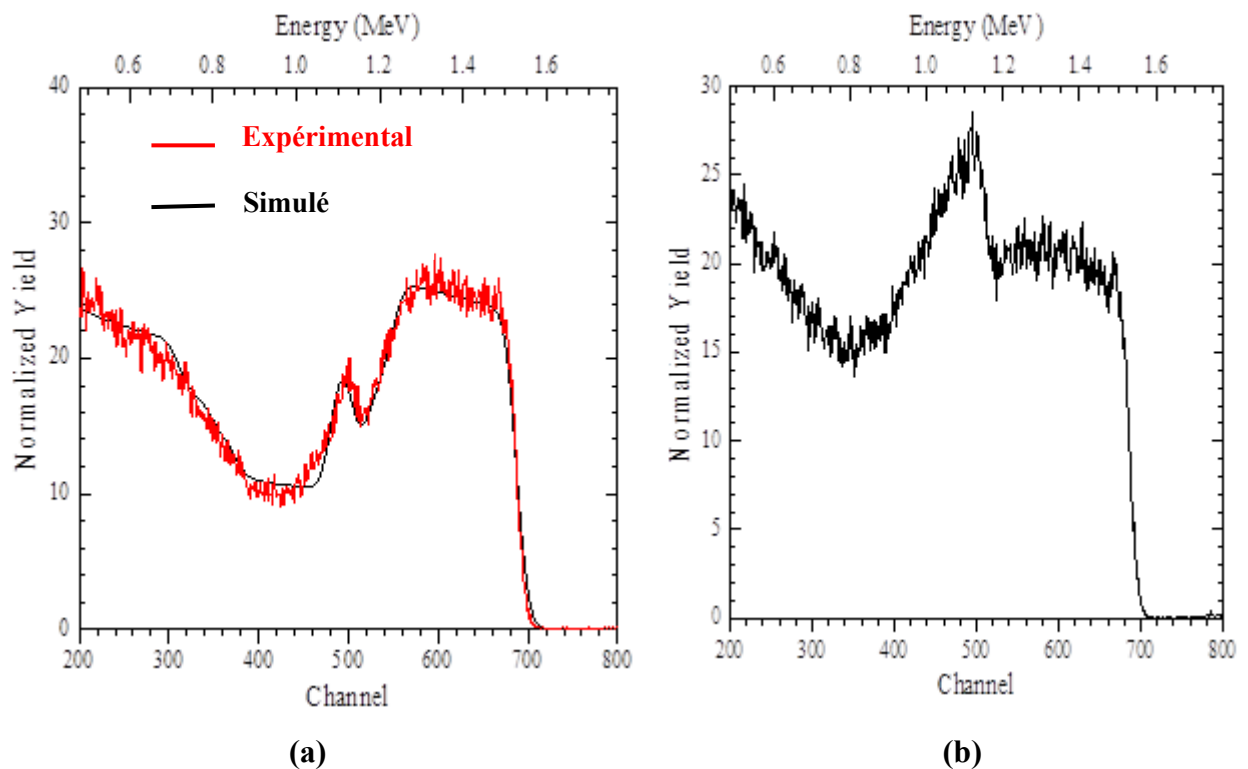 Energy (MeV)
0.6 0.8 1.0 1.2 1.4 1.6
40
30
20
10
0
Normalized Yield
Expérimental
Simulé
200 300 400 500 600 700 800
Channel
(a)
Energy (MeV)
0.6 0.8 1.0 1.2 1.4 1.6
30
25
20
15
10
5
0
Normalized Yield
200 300 400 500 600 700 800
Channel
(b)